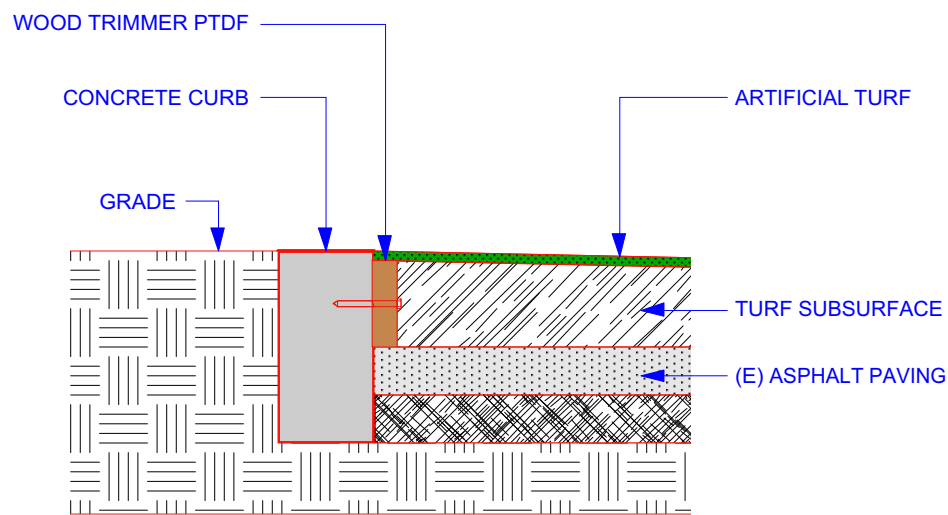 WOOD TRIMMER PTDF
CONCRETE CURB
ARTIFICIAL TURF
GRADE
TURF SUBSURFACE
(E) ASPHALT PAVING